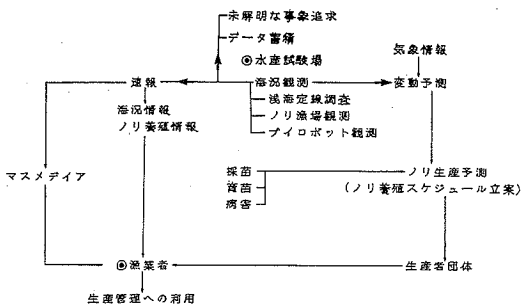 未解明な事象追求
データ蓄積
◎水産試験場
気象情報
速報
海況観測
変動予測
浅海定線調査
ノリ漁場観測
ブイロボット観測
海況情報
ノリ養殖情報
マスメデイア
採苗
育苗
病害
ノリ生産予測
(ノリ養殖スケジュール立案)
◎漁業者
生産者団体
生産管理への利用